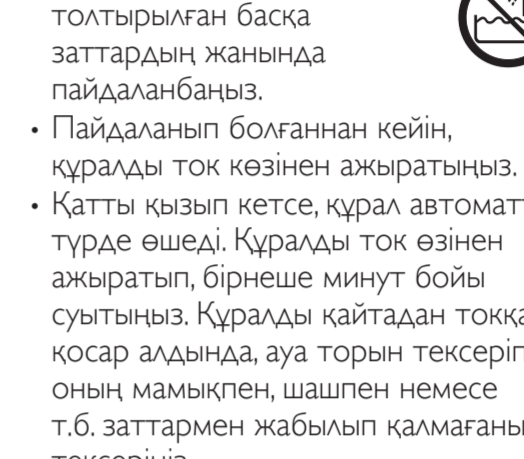 толтырылған басқа
заттардың жанында
пайдаланбаңыз.
• Пайдаланып болғаннан кейін,
құралды ток көзінен ажыратыңыз.
• Қатты қызып кетсе, құрал автомат
түрде өшеді. Құралды ток өзінен
ажыратып, бірнеше минут бойы
суытыңыз. Құралды қайтадан токқа
қосар алдында, ауа торын тексеріп
оның мамықпен, шашпен немесе
т.б. заттармен жабылып қалмағаны